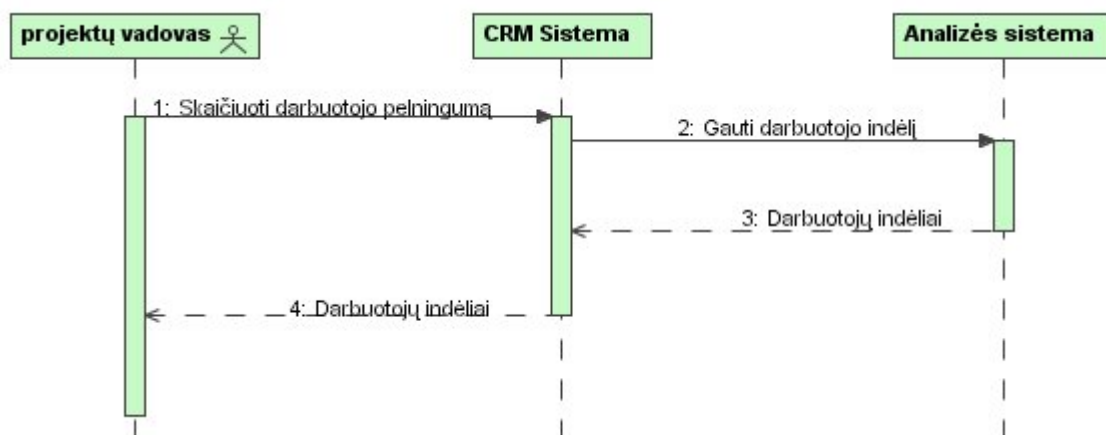 projektų vadovas
CRM Sistema
Analizės sistema
1: Skaičiuoti darbuotojo pelningumą
2: Gauti darbuotojo indėlį
3: Darbuotojų indėliai
4: Darbuotojų indėliai